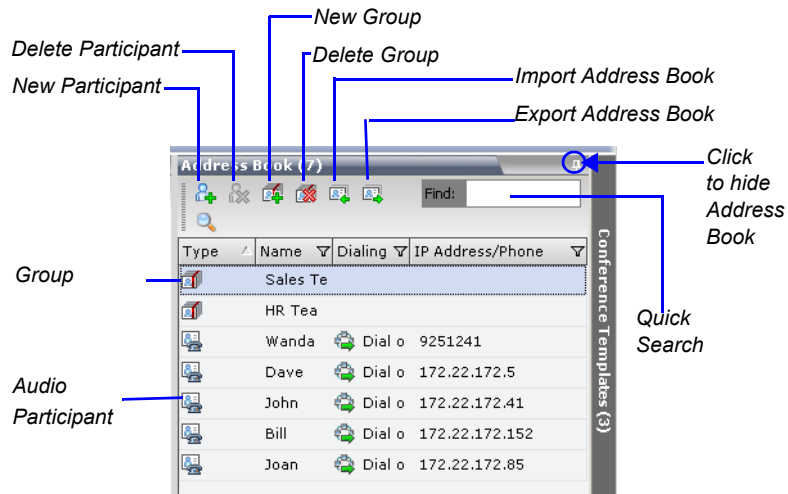 New Group
Delete Participant
Delete Group
New Participant
Import Address Book
Export Address Book
Address Book (7)
Click
to hide
Address
Book
Find:
Type Name Dialing IP Address/Phone
Group
Sales Te
HR Tea
Wanda Dial o 9251241
Dave Dial o 172.22.172.5
John Dial o 172.22.172.41
Bill Dial o 172.22.172.152
Joan Dial o 172.22.172.85
Audio
Participant
Conference Templates (3)
Quick
Search